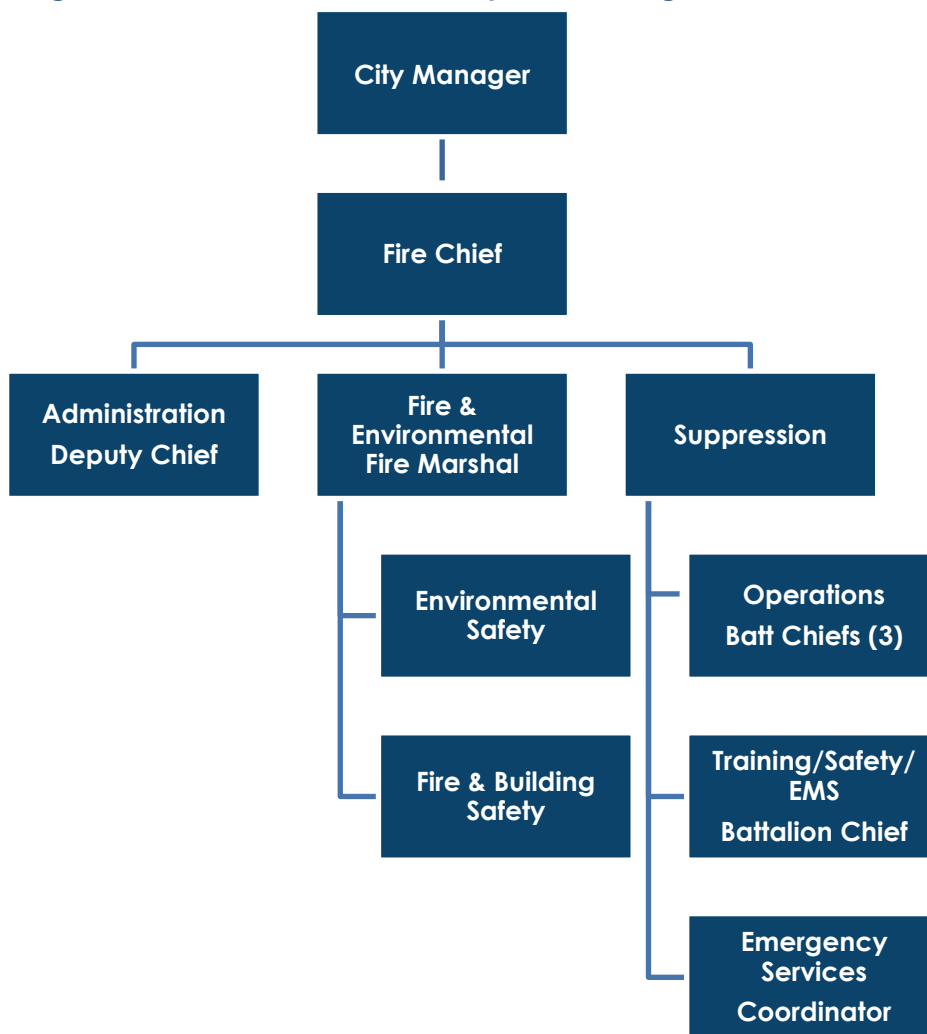 City Manager
Fire Chief
Administration
Deputy Chief
Fire &
Environmental
Fire Marshal
Suppression
Environmental
Safety
Operations
Batt Chiefs (3)
Fire & Building
Safety
Training/Safety/
EMS
Battalion Chief
Emergency
Services
Coordinator